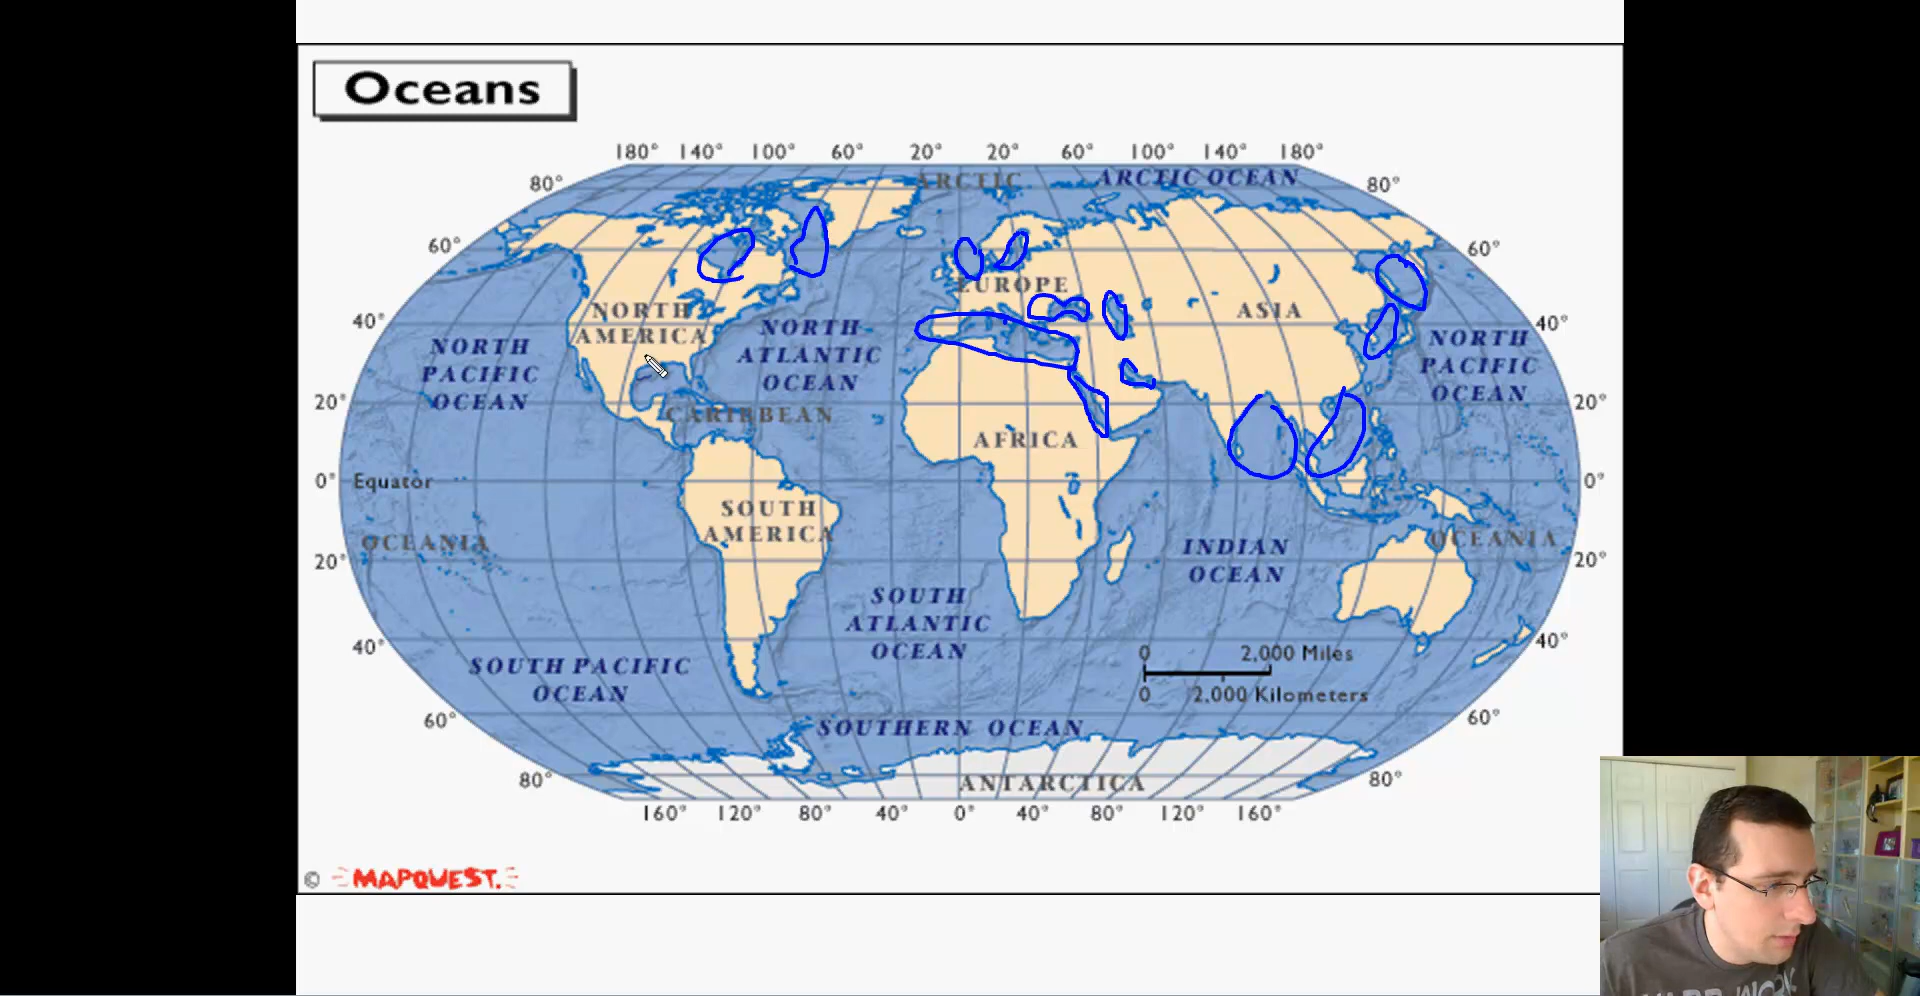 Oceans
180° 140° 100° 60° 20° 20° 60° 100° 140° 180°
80° ARCTIC ARCTIC OCEAN 80°
60° 60°
EUROPE
NORTH AMERICA
ASIA
40° 40°
NORTH PACIFIC OCEAN
NORTH ATLANTIC OCEAN
NORTH PACIFIC OCEAN
20° CARIBBEAN 20°
AFRICA
0° Equator 0°
SOUTH AMERICA
OCEANIA OCEANIA
INDIAN OCEAN
20° 20°
SOUTH ATLANTIC OCEAN
40° 40°
0 2,000 Miles
SOUTH PACIFIC OCEAN
0 2,000 Kilometers
60° SOUTHERN OCEAN 60°
80° ANTARCTICA 80°
160° 120° 80° 40° 0° 40° 80° 120° 160°
© MAPQUEST.